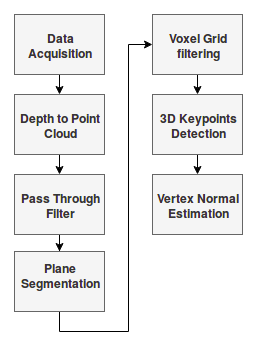 Data
Acquisition
Depth to Point
Cloud
Pass Through
Filter
Plane
Segmentation
Voxel Grid
filtering
3D Keypoints
Detection
Vertex Normal
Estimation